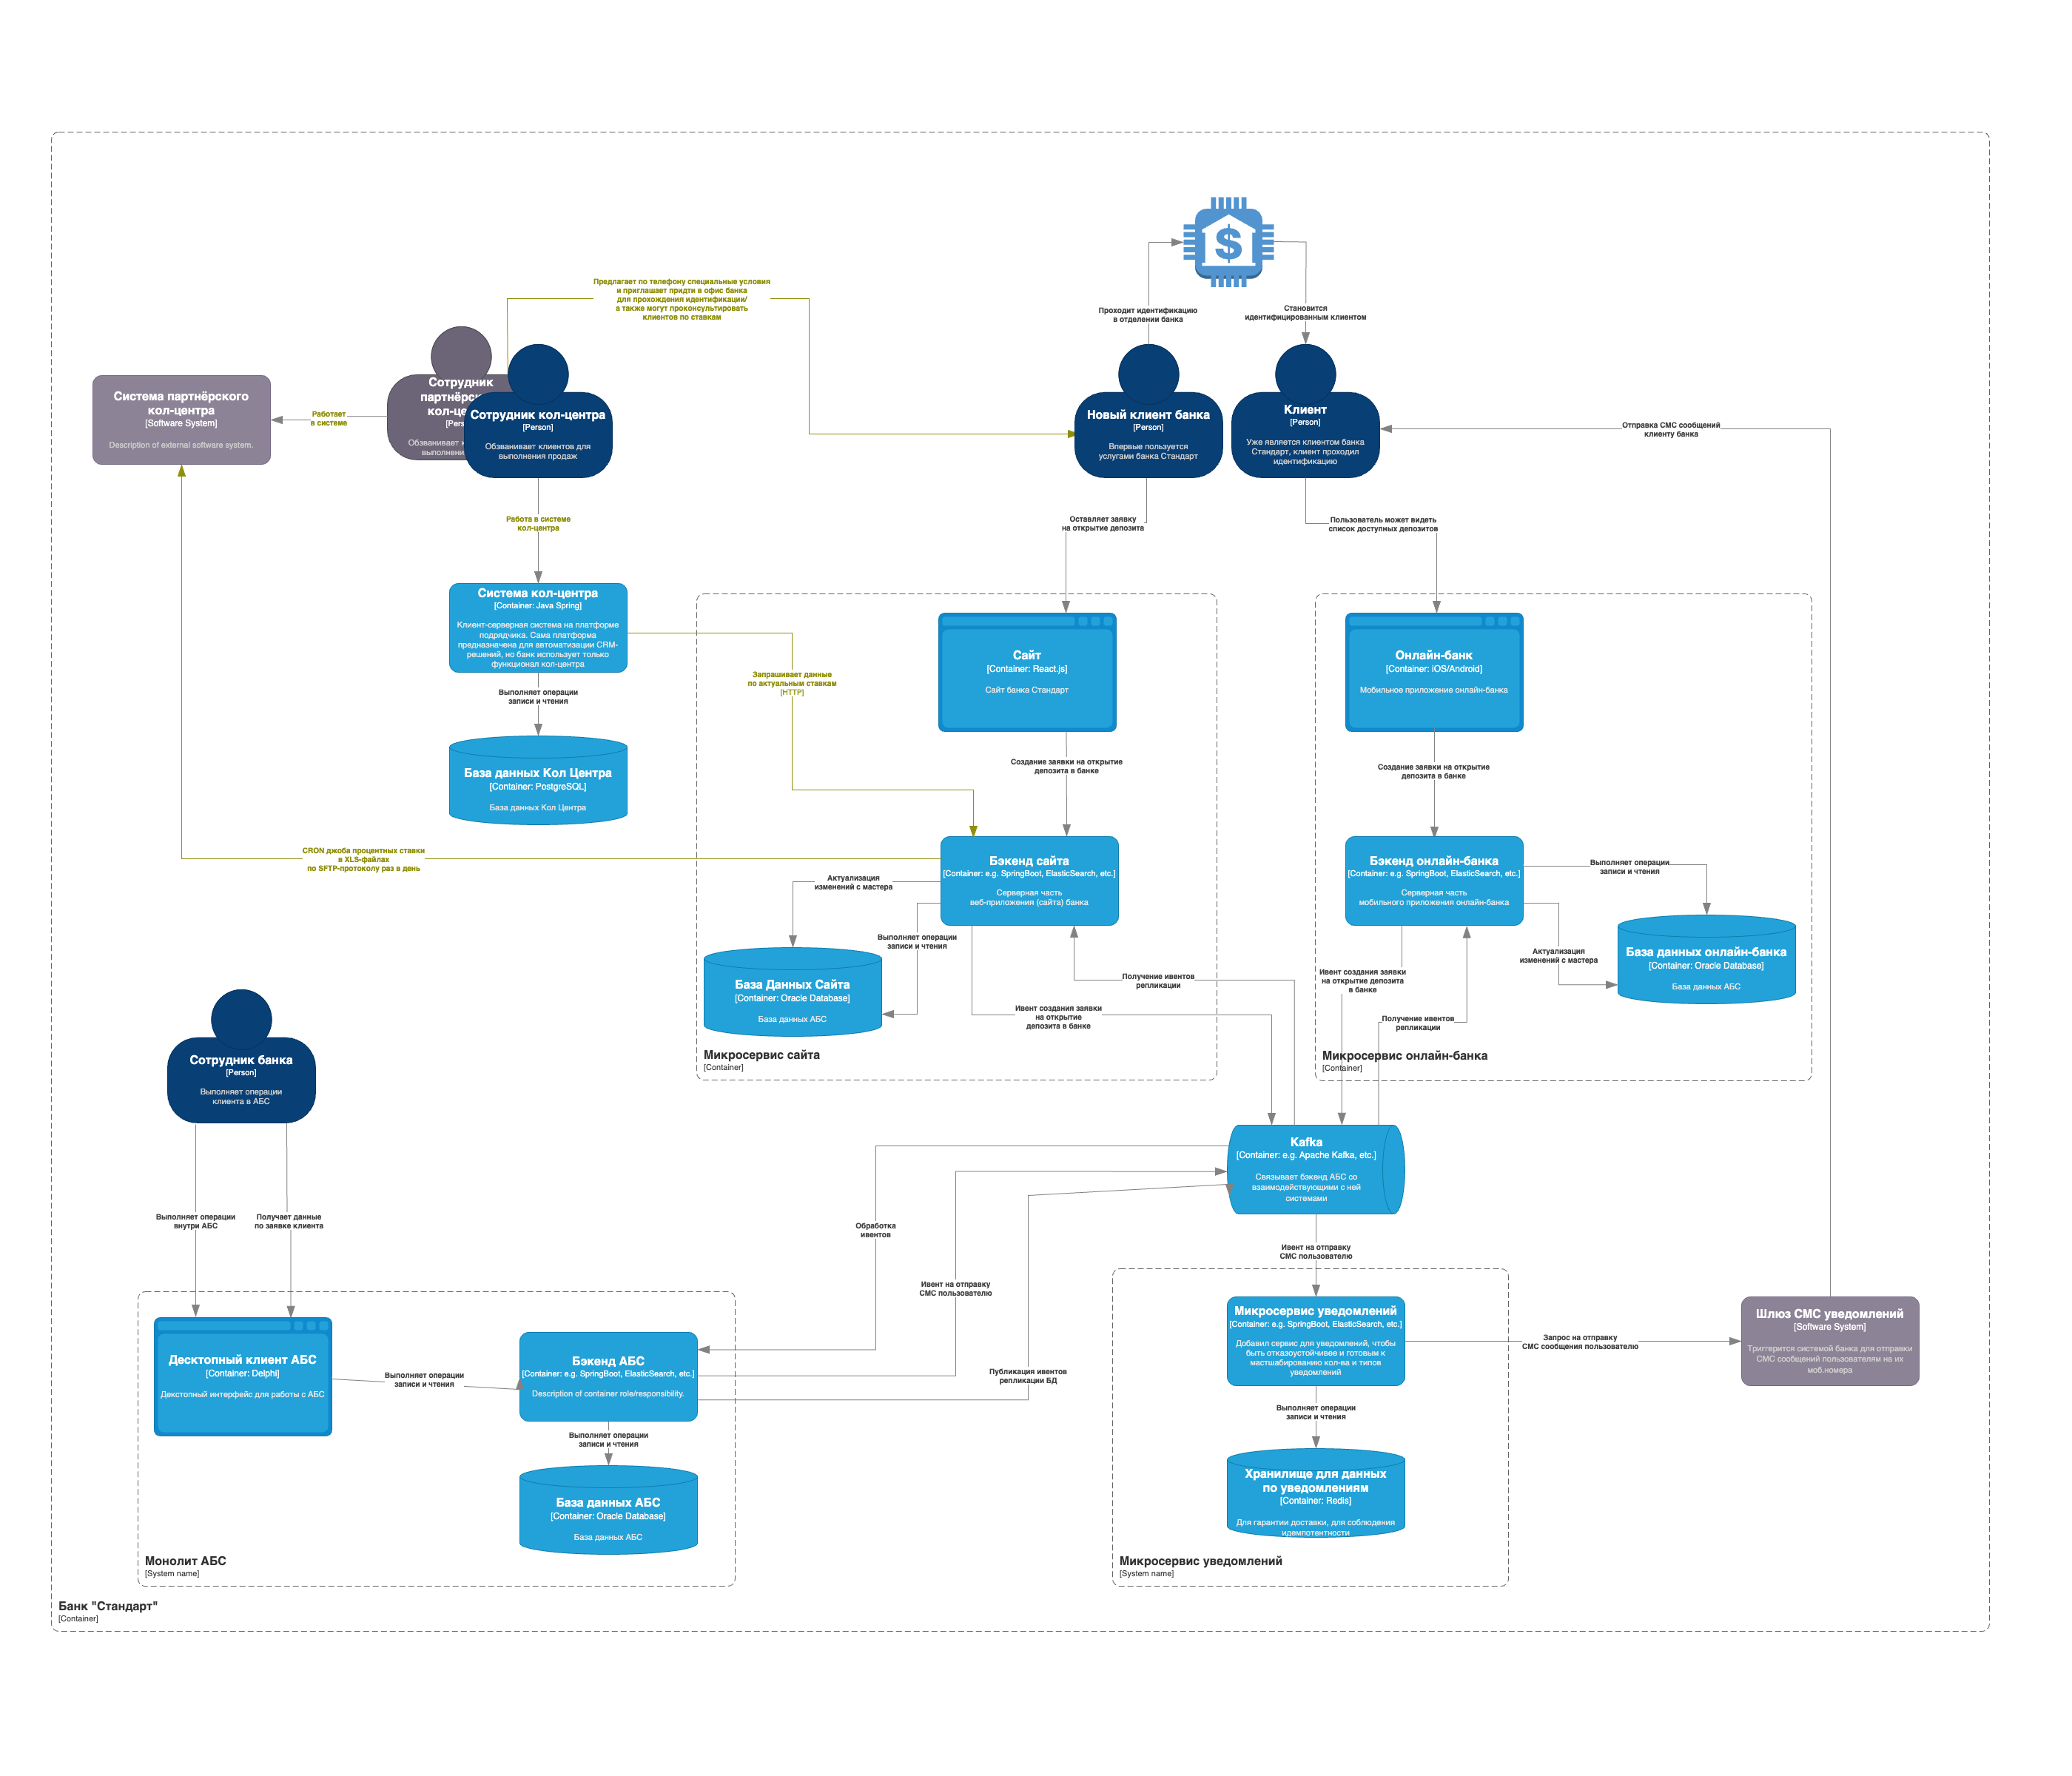 Предлагает по телефону специальные условия
и приглашает придти в офис банка
для прохождения идентификации/
а также могут проконсультировать
клиентов по ставкам
Проходит идентификацию
в отделении банка
Становится
идентифицированным клиентом
Система партнёрского
кол-центра
[Software System]
Description of external software system.
Работает
в системе
Сотрудник
Обзванивает
выполнени
Сотрудник кол-центра
[Person]
Обзванивает клиентов для
выполнения продаж
Новый клиент банка
[Person]
Впервые пользуется
услугами банка Стандарт
Клиент
[Person]
Уже является клиентом банка
Стандарт, клиент проходил
идентификацию
Отправка СМС сообщений
клиенту банка
Работа в системе
кол-центра
Оставляет заявку
на открытие депозита
Пользователь может видеть
список доступных депозитов
Система кол-центра
[Container: Java Spring]
Клиент-серверная система на платформе
подрядчика. Сама платформа
предназначена для автоматизации CRM-
решений, но банк использует только
функционал кол-центра
Запрашивает данные
по актуальным ставкам
[HTTP]
Выполняет операции
записи и чтения
База данных Кол Центра
[Container: PostgreSQL]
База данных Кол Центра
Сайт
[Container: React.js]
Сайт банка Стандарт
Онлайн-банк
[Container: iOS/Android]
Мобильное приложение онлайн-банка
Создание заявки на открытие
депозита в банке
Создание заявки на открытие
депозита в банке
CRON джоба процентных ставки
в XLS-файлах
по SFTP-протоколу раз в день
Бэкенд сайта
[Container: e.g. SpringBoot, ElasticSearch, etc.]
Серверная часть
веб-приложения (сайта) банка
Бэкенд онлайн-банка
[Container: e.g. SpringBoot, ElasticSearch, etc.]
Серверная часть
мобильного приложения онлайн-банка
Выполняет операции
записи и чтения
Актуализация
изменений с мастера
Выполняет операции
записи и чтения
База Данных Сайта
[Container: Oracle Database]
База данных АБС
Актуализация
изменений с мастера
База данных онлайн-банка
[Container: Oracle Database]
База данных АБС
Получение ивентов
репликации
Ивент создания заявки
на открытие депозита
в банке
Ивент создания заявки
на открытие
депозита в банке
Получение ивентов
репликации
Микросервис сайта
[Container]
Микросервис онлайн-банка
[Container]
Сотрудник банка
[Person]
Выполняет операции
клиента в АБС
Kafka
[Container: e.g. Apache Kafka, etc.]
Связывает бэкенд АБС со
взаимодействующими с ней
системами
Выполняет операции
внутри АБС
Получает данные
по заявке клиента
Обработка
ивентов
Ивент на отправку
СМС пользователю
Ивент на отправку
СМС пользователю
Публикация ивентов
репликации БД
Десктопный клиент АБС
[Container: Delphi]
Декстопный интерфейс для работы с АБС
Выполняет операции
записи и чтения
Бэкенд АБС
[Container: e.g. SpringBoot, ElasticSearch, etc.]
Description of container role/responsibility.
Выполняет операции
записи и чтения
База данных АБС
[Container: Oracle Database]
База данных АБС
Монолит АБС
[System name]
Микросервис уведомлений
[Container: e.g. SpringBoot, ElasticSearch, etc.]
Добавил сервис для уведомлений, чтобы
быть отказоустойчивее и готовым к
мастшабированию кол-ва и типов
уведомлений
Запрос на отправку
СМС сообщения пользователю
Шлюз СМС уведомлений
[Software System]
Триггерится системой банка для отправки
СМС сообщений пользователям на их
моб.номера
Выполняет операции
записи и чтения
Хранилище для данных
по уведомлениям
[Container: Redis]
Для гарантии доставки, для соблюдения
идемпотентности
Микросервис уведомлений
[System name]
Банк "Стандарт"
[Container]